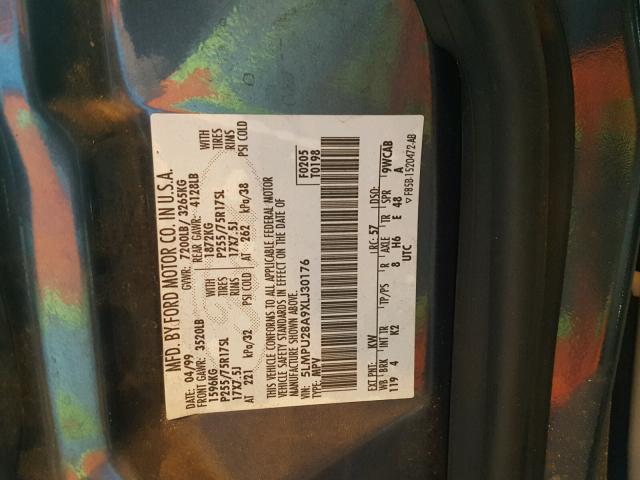 MFD. BY FORD MOTOR CO. IN U.S.A.
DATE: 04/99 GVWR: 7200LB/ 3265KG
FRONT GAWR: 3520LB REAR GAWR: 4128LB
1596KG 1872KG WITH
P255/75R17SL P255/75R17SL TIRES
17X7.5J 17X7.5J RIMS
AT 221 kPa/32 AT 262 kPa/38 PSI COLD
THIS VEHICLE CONFORMS TO ALL APPLICABLE FEDERAL MOTOR
VEHICLE SAFETY STANDARDS IN EFFECT ON THE DATE OF
MANUFACTURE SHOWN ABOVE.
VIN: 5LMPU28A9XLJ30176 F0205
TYPE: MPV T0198
EXT PNT: KW RC: 57 DSO:
WB BRK INT TR TP/PS R AXLE TR SPR 9WCAB
119 4 K2 8 H6 E 48 A
UTC F85B-1520472-AB
WITH
TIRES
RIMS
PSI COLD